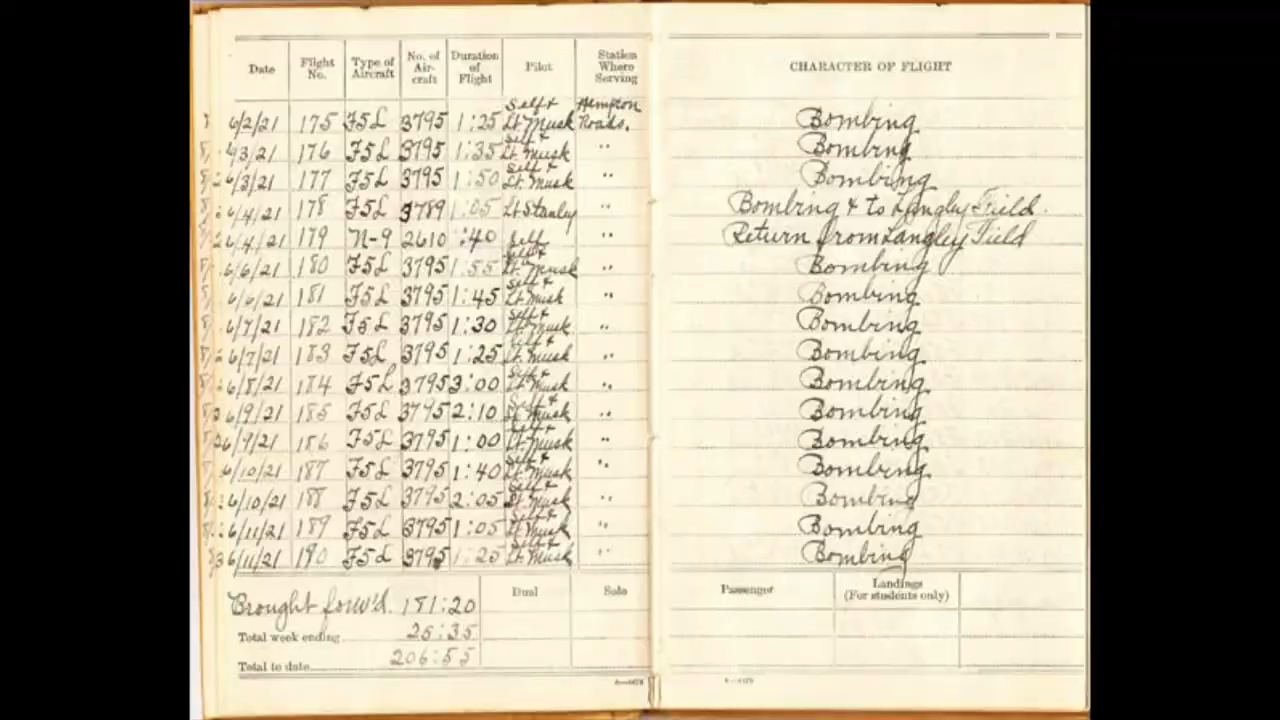 Date Flight No. Type of Aircraft No. of Air-craft Duration of Flight Pilot Station Where Serving CHARACTER OF FLIGHT
6/2/21 175 F5L 3795 1:25 Self & Lt. Musk Hampton Roads. Bombing
6/3/21 176 F5L 3795 1:35 Self & Lt. Musk " Bombing
6/3/21 177 F5L 3795 1:50 Self & Lt. Musk " Bombing
6/4/21 178 F5L 3789 1:05 Lt. Stanley " Bombing & to Langley Field.
6/4/21 179 N-9 2610 :40 Self " Return from Langley Field
6/6/21 180 F5L 3795 1:55 Self & Lt. Musk " Bombing
6/6/21 181 F5L 3795 1:45 Self & Lt. Musk " Bombing
6/7/21 182 F5L 3795 1:30 Self & Lt. Musk " Bombing
6/7/21 183 F5L 3795 1:25 Self & Lt. Musk " Bombing
6/8/21 184 F5L 3795 3:00 Self & Lt. Musk " Bombing
6/9/21 185 F5L 3795 2:10 Self & Lt. Musk " Bombing
6/9/21 186 F5L 3795 1:00 Self & Lt. Musk " Bombing
6/10/21 187 F5L 3795 1:40 Self & Lt. Musk " Bombing
6/10/21 188 F5L 3795 2:05 Self & Lt. Musk " Bombing
6/11/21 189 F5L 3795 1:05 Self & Lt. Musk " Bombing
6/11/21 190 F5L 3795 1:25 Self & Lt. Musk " Bombing
Dual Solo Passenger Landings (For students only)
Brought forw'd. 181:20
Total week ending 25:35
Total to date 206:55